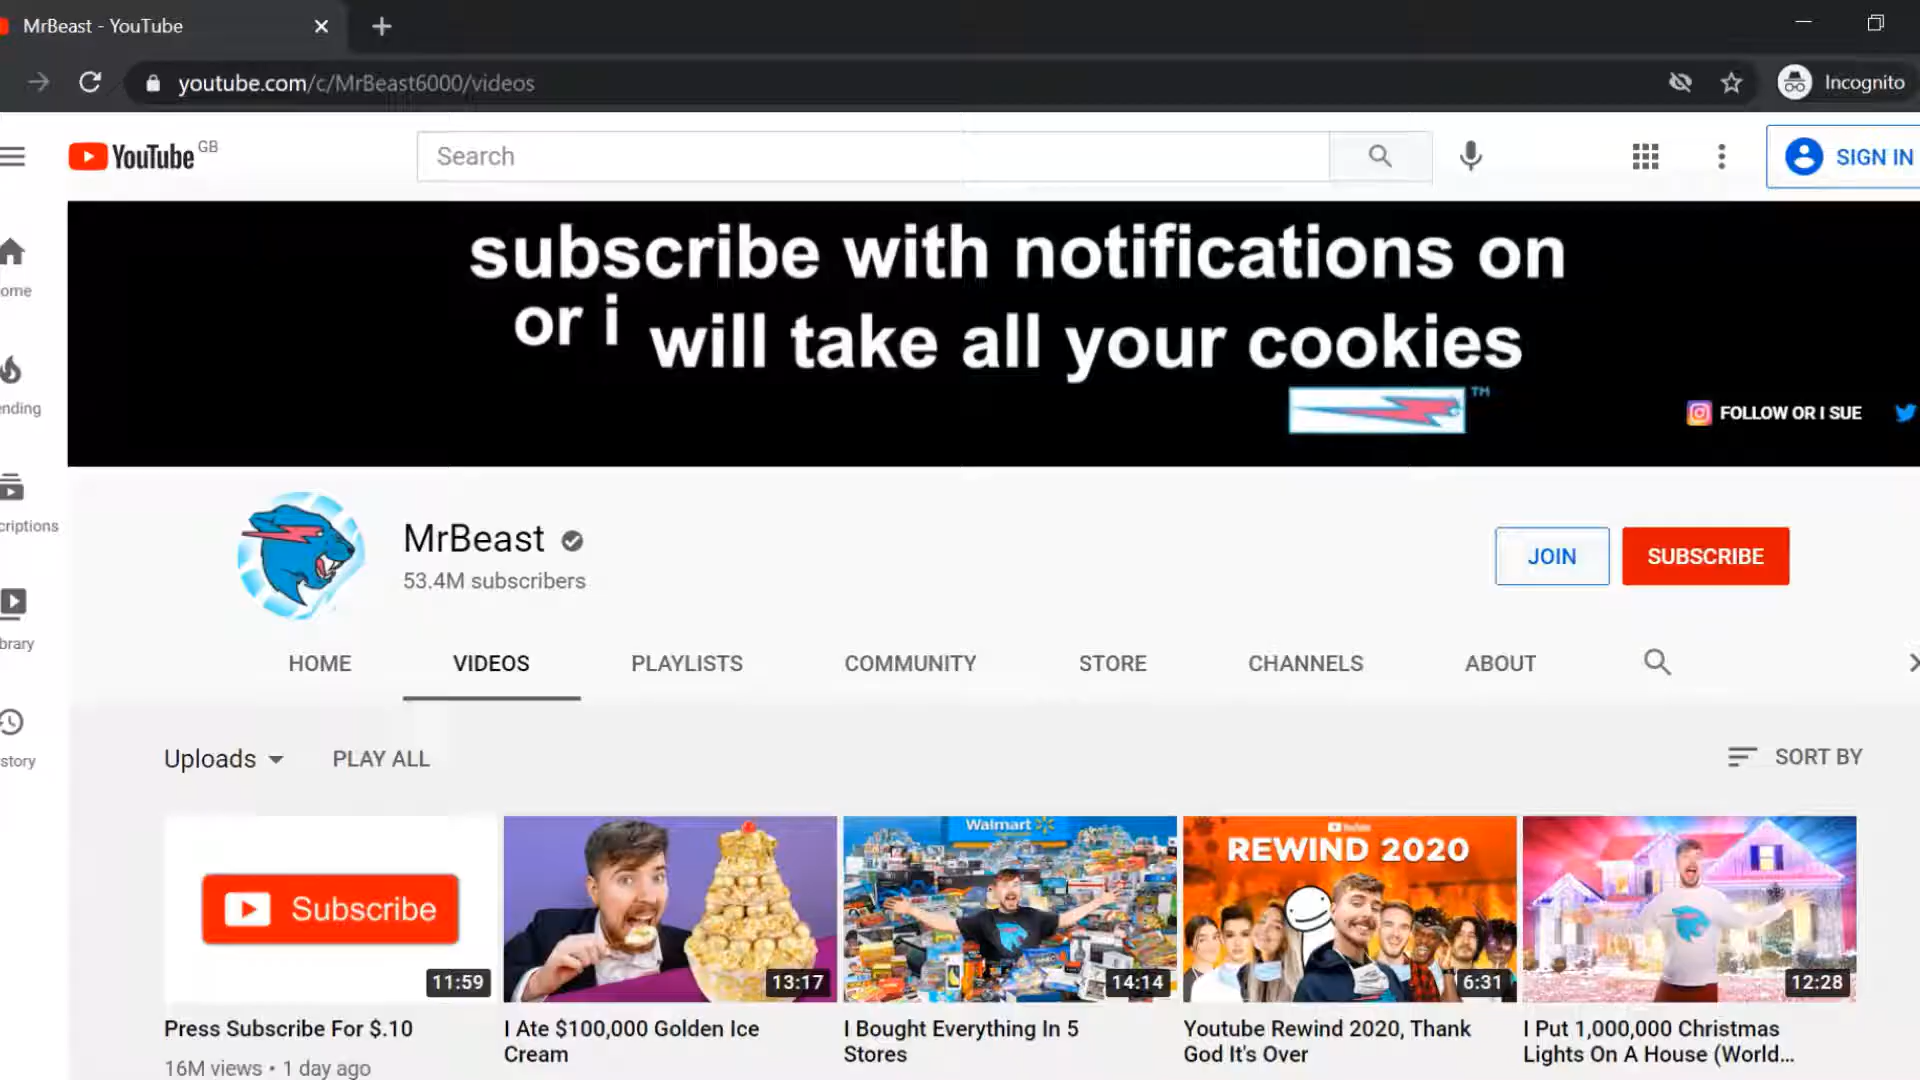 MrBeast - YouTube
youtube.com/c/MrBeast6000/videos
Incognito
YouTube GB
Search
SIGN IN
subscribe with notifications on
or i will take all your cookies
TM
FOLLOW OR I SUE
ome
ending
criptions
brary
story
MrBeast
53.4M subscribers
JOIN
SUBSCRIBE
HOME
VIDEOS
PLAYLISTS
COMMUNITY
STORE
CHANNELS
ABOUT
Uploads
PLAY ALL
SORT BY
Subscribe
11:59
13:17
Walmart
14:14
YouTube
REWIND 2020
6:31
12:28
Press Subscribe For $.10
16M views • 1 day ago
I Ate $100,000 Golden Ice
Cream
I Bought Everything In 5
Stores
Youtube Rewind 2020, Thank
God It's Over
I Put 1,000,000 Christmas
Lights On A House (World...